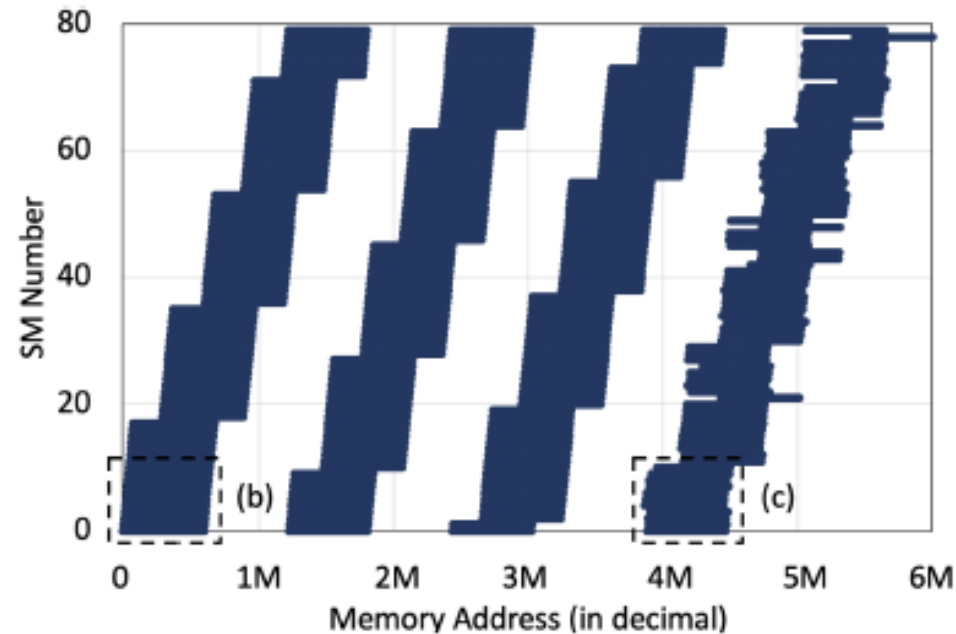 80
60
40
20
0
SM Number
(b)
(c)
0 1M 2M 3M 4M 5M 6M
Memory Address (in decimal)